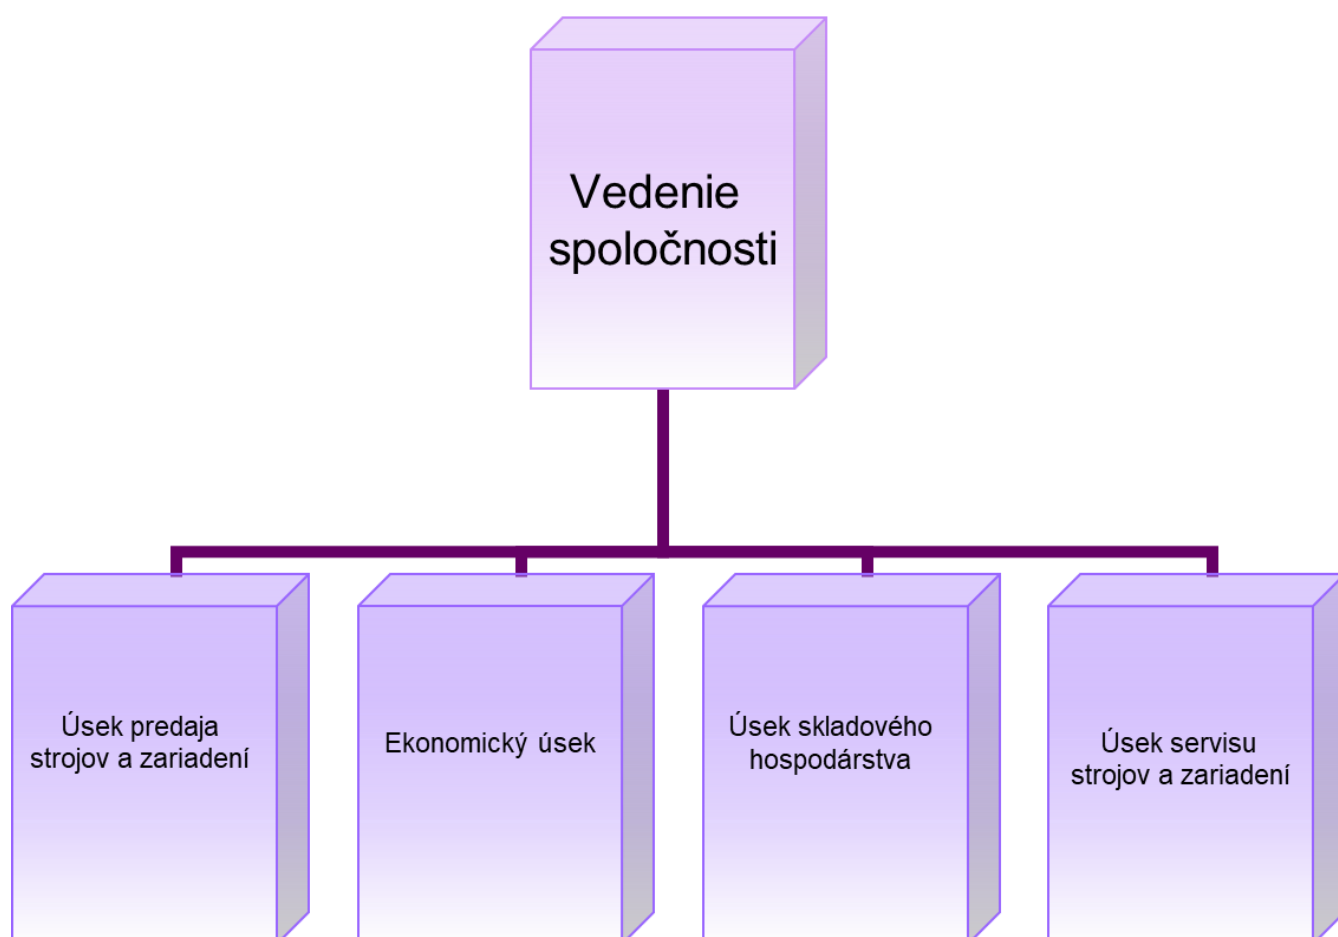 Vedenie
spoločnosti
Úsek predaja
strojov a zariadení
Ekonomický úsek
Úsek skladového
hospodárstva
Úsek servisu
strojov a zariadení